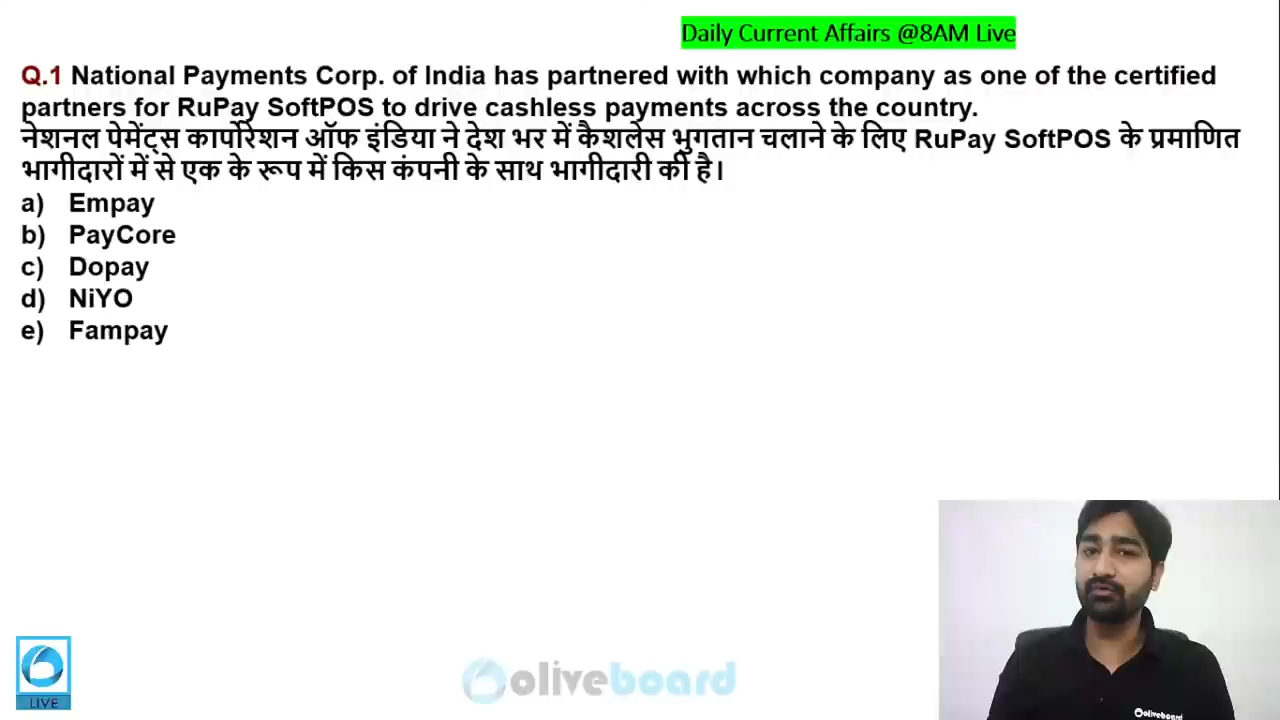 Daily Current Affairs @8AM Live
Q.1 National Payments Corp. of India has partnered with which company as one of the certified
partners for RuPay SoftPOS to drive cashless payments across the country.
नेशनल पेमेंट्स कार्पोरेशन ऑफ इंडिया ने देश भर में कैशलेस भुगतान चलाने के लिए RuPay SoftPOS के प्रमाणित
भागीदारों में से एक के रूप में किस कंपनी के साथ भागीदारी की है।
a) Empay
b) PayCore
c) Dopay
d) NiYO
e) Fampay
LIVE
oliveboard
oliveboard